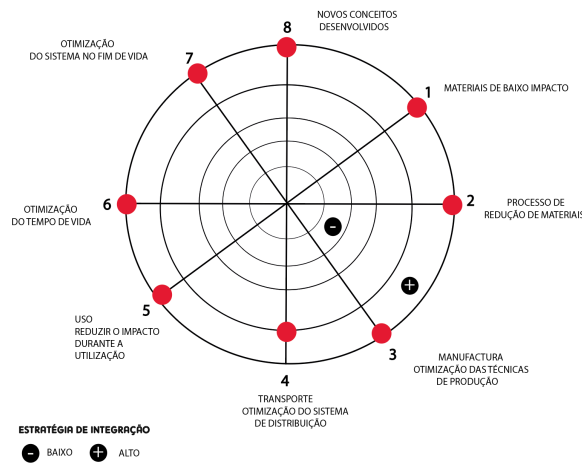 8
NOVOS CONCEITOS
DESENVOLVIDOS
1
MATERIAIS DE BAIXO IMPACTO
2
PROCESSO DE
REDUÇÃO DE MATERIAIS
3
MANUFACTURA
OTIMIZAÇÃO DAS TÉCNICAS
DE PRODUÇÃO
4
TRANSPORTE
OTIMIZAÇÃO DO SISTEMA
DE DISTRIBUIÇÃO
5
USO
REDUZIR O IMPACTO
DURANTE A
UTILIZAÇÃO
6
OTIMIZAÇÃO
DO TEMPO DE VIDA
7
OTIMIZAÇÃO
DO SISTEMA NO FIM DE VIDA
-
+
ESTRATÉGIA DE INTEGRAÇÃO
- BAIXO + ALTO